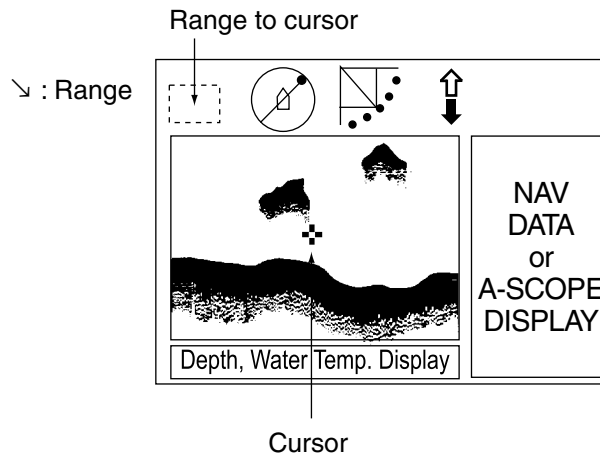 Range to cursor
↘ : Range
NAV
DATA
or
A-SCOPE
DISPLAY
Depth, Water Temp. Display
Cursor